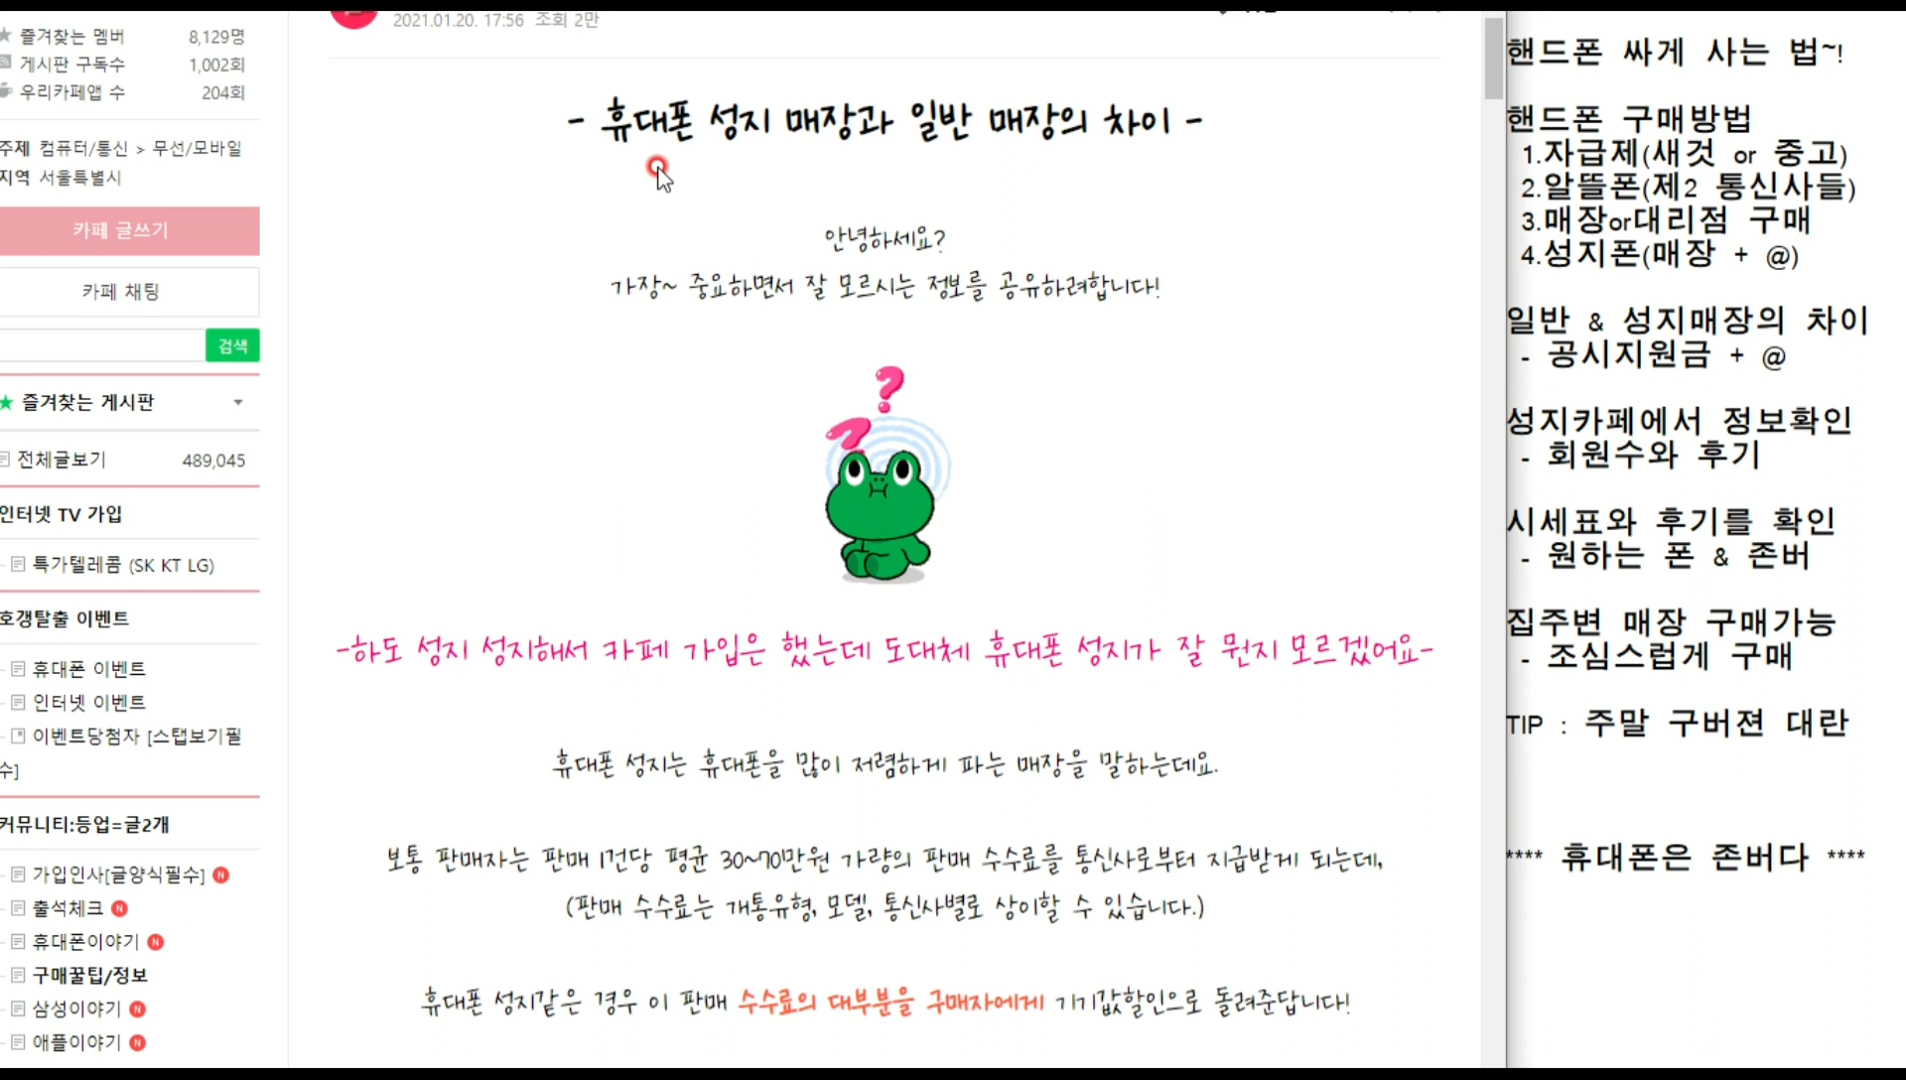 즐겨찾는 멤버 8,129명
게시판 구독수 1,002회
우리카페앱 수 204회
주제 컴퓨터/통신 > 무선/모바일
지역 서울특별시
카페 글쓰기
카페 채팅
검색
즐겨찾는 게시판
전체글보기 489,045
인터넷 TV 가입
특가텔레콤 (SK KT LG)
호갱탈출 이벤트
휴대폰 이벤트
인터넷 이벤트
이벤트당첨자 [스탭보기필
수]
커뮤니티:등업=글2개
가입인사[글양식필수] N
출석체크 N
휴대폰이야기 N
구매꿀팁/정보
삼성이야기 N
애플이야기 N
2021.01.20. 17:56 조회 2만
- 휴대폰 성지 매장과 일반 매장의 차이 -
안녕하세요?
가장~ 중요하면서 잘 모르시는 정보를 공유하려합니다!
? ?
-하도 성지 성지해서 카페 가입은 했는데 도대체 휴대폰 성지가 잘 뭔지 모르겠어요-
휴대폰 성지는 휴대폰을 많이 저렴하게 파는 매장을 말하는데요.
보통 판매자는 판매 1건당 평균 30~70만원 가량의 판매 수수료를 통신사로부터 지급받게 되는데,
(판매 수수료는 개통유형, 모델, 통신사별로 상이할 수 있습니다.)
휴대폰 성지같은 경우 이 판매 수수료의 대부분을 구매자에게 기기값할인으로 돌려준답니다!
핸드폰 싸게 사는 법~!
핸드폰 구매방법
1.자급제(새것 or 중고)
2.알뜰폰(제2 통신사들)
3.매장or대리점 구매
4.성지폰(매장 + @)
일반 & 성지매장의 차이
- 공시지원금 + @
성지카페에서 정보확인
- 회원수와 후기
시세표와 후기를 확인
- 원하는 폰 & 존버
집주변 매장 구매가능
- 조심스럽게 구매
TIP : 주말 구버젼 대란
**** 휴대폰은 존버다 ****